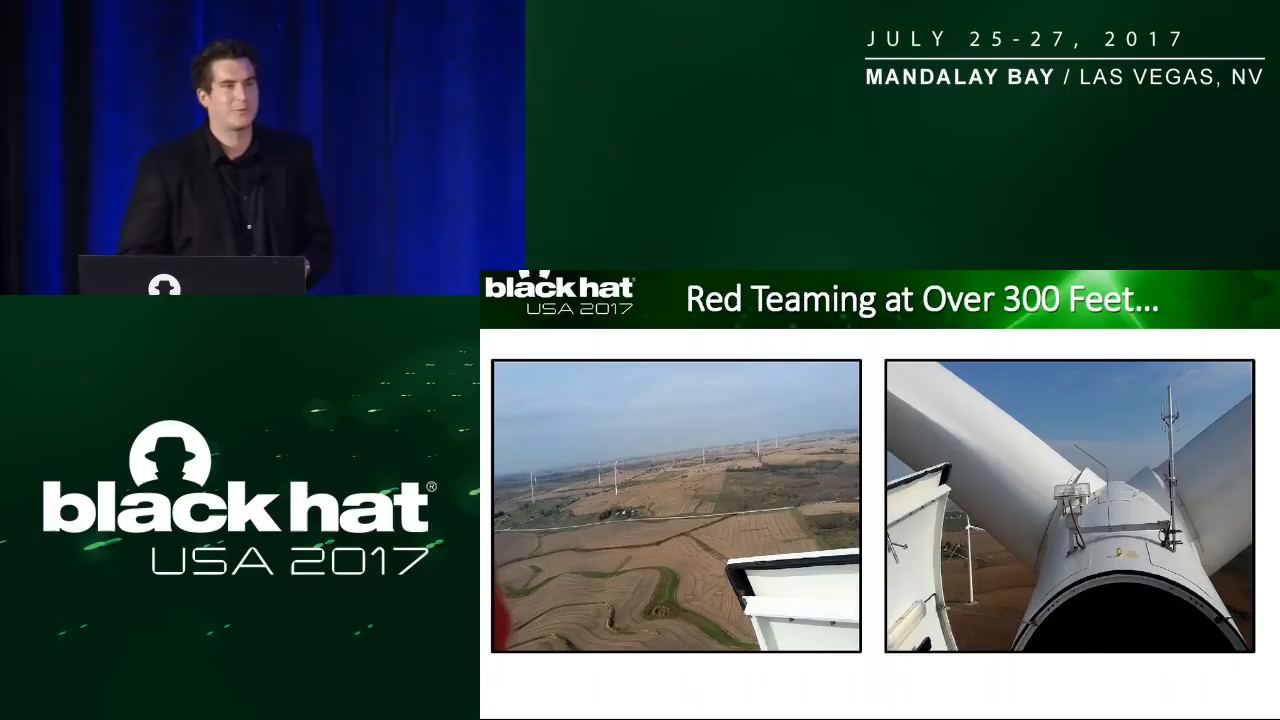 JULY 25-27, 2017
MANDALAY BAY / LAS VEGAS, NV
black hat
USA 2017
Red Teaming at Over 300 Feet...
black hat®
USA 2017